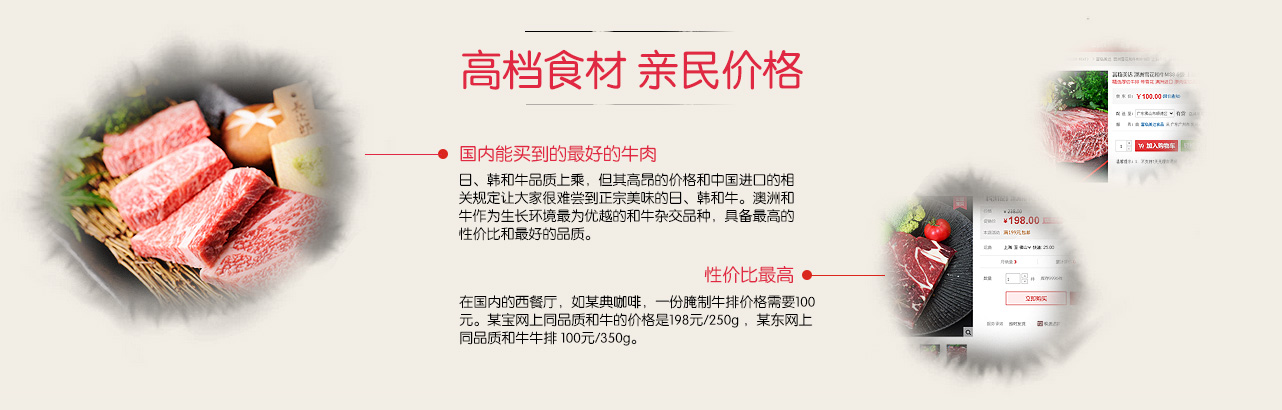 高档食材 亲民价格
国内能买到的最好的牛肉
日、韩和牛品质上乘，但其高昂的价格和中国进口的相
关规定让大家很难尝到正宗美味的日、韩和牛。澳洲和
牛作为生长环境最为优越的和牛杂交品种，具备最高的
性价比和最好的品质。
性价比最高
在国内的西餐厅，如某典咖啡，一份腌制牛排价格需要100
元。某宝网上同品质和牛的价格是198元/250g ，某东网上
同品质和牛牛排 100元/350g。
￥100.00
加入购物车
￥198.00
立即购买